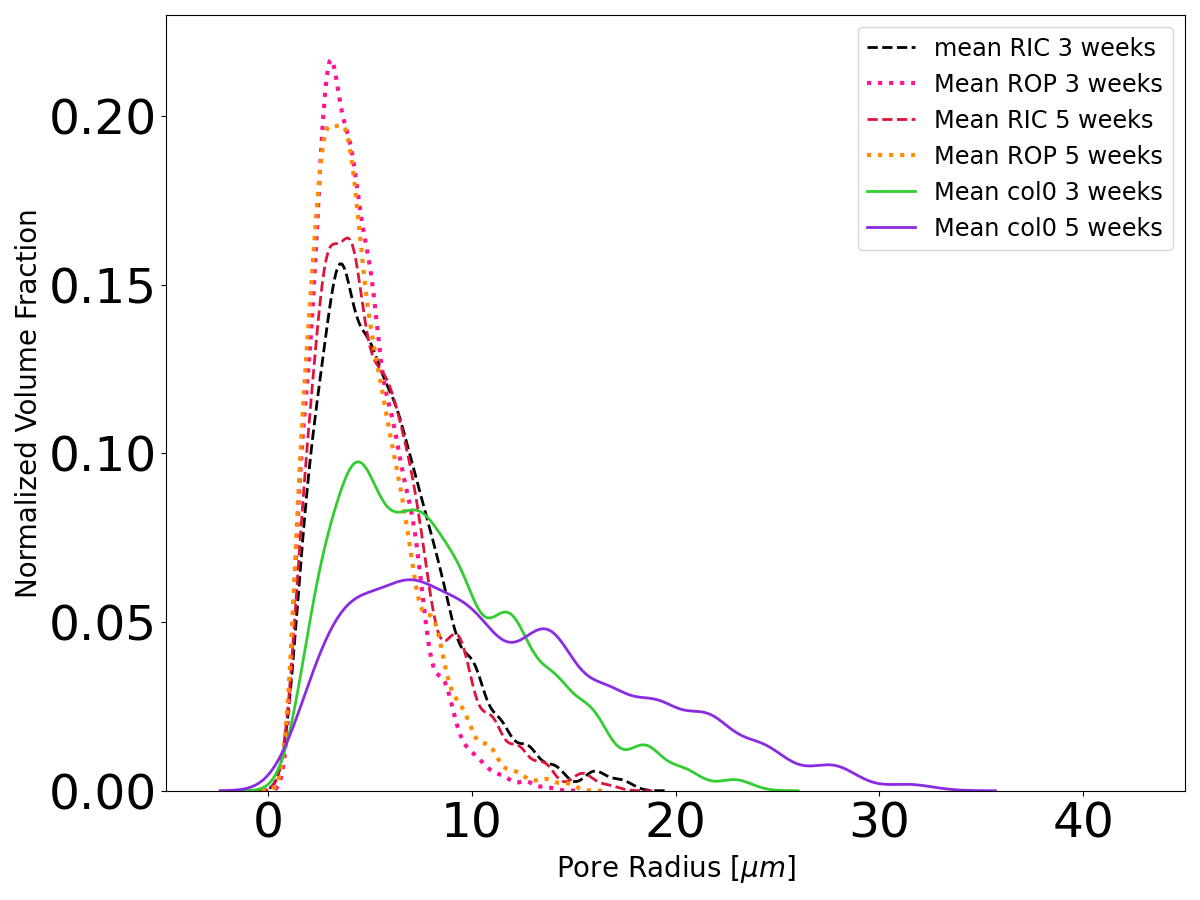 0.20
0.15
0.10
0.05
0.00
Normalized Volume Fraction
0 10 20 30 40
Pore Radius [μm]
mean RIC 3 weeks
Mean ROP 3 weeks
Mean RIC 5 weeks
Mean ROP 5 weeks
Mean col0 3 weeks
Mean col0 5 weeks